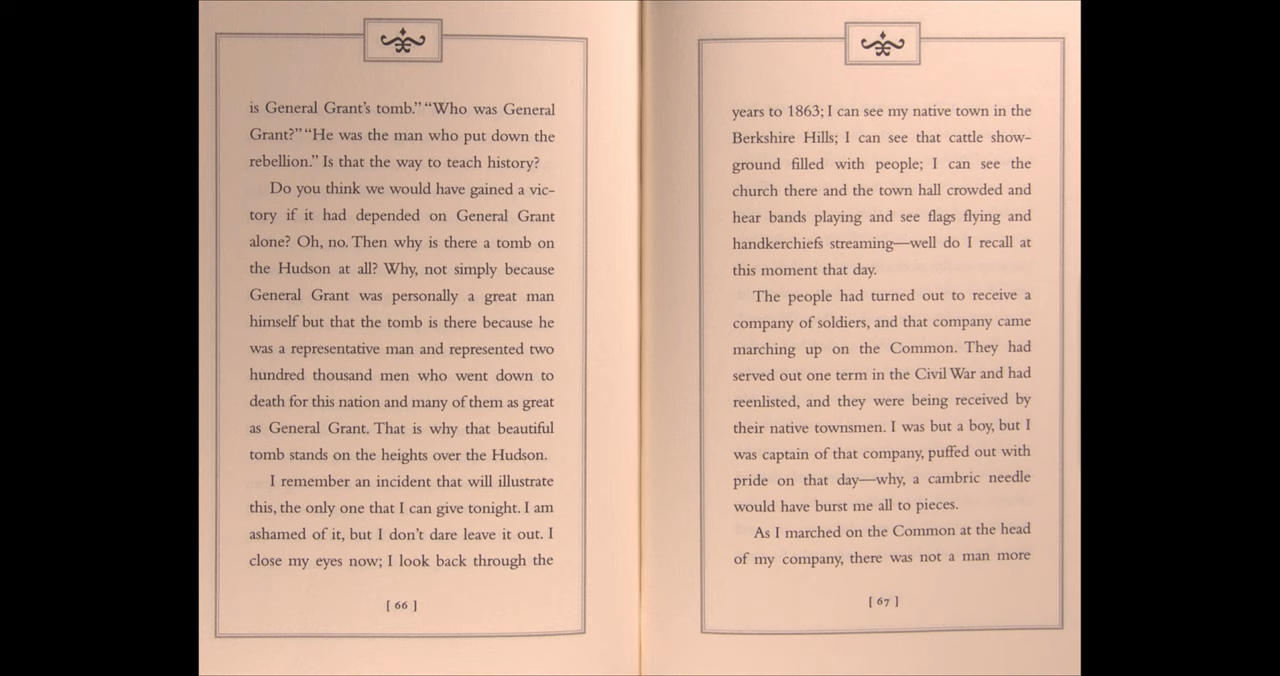 is General Grant's tomb.” “Who was General
Grant?” “He was the man who put down the
rebellion.” Is that the way to teach history?
Do you think we would have gained a vic-
tory if it had depended on General Grant
alone? Oh, no. Then why is there a tomb on
the Hudson at all? Why, not simply because
General Grant was personally a great man
himself but that the tomb is there because he
was a representative man and represented two
hundred thousand men who went down to
death for this nation and many of them as great
as General Grant. That is why that beautiful
tomb stands on the heights over the Hudson.
I remember an incident that will illustrate
this, the only one that I can give tonight. I am
ashamed of it, but I don't dare leave it out. I
close my eyes now; I look back through the
[ 66 ]
years to 1863; I can see my native town in the
Berkshire Hills; I can see that cattle show-
ground filled with people; I can see the
church there and the town hall crowded and
hear bands playing and see flags flying and
handkerchiefs streaming—well do I recall at
this moment that day.
The people had turned out to receive a
company of soldiers, and that company came
marching up on the Common. They had
served out one term in the Civil War and had
reenlisted, and they were being received by
their native townsmen. I was but a boy, but I
was captain of that company, puffed out with
pride on that day—why, a cambric needle
would have burst me all to pieces.
As I marched on the Common at the head
of my company, there was not a man more
[ 67 ]